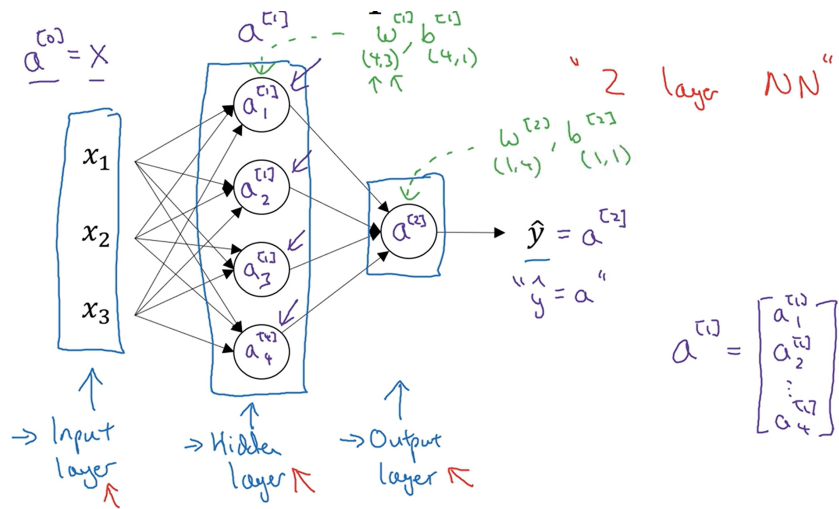 a^[0] = X
a^[1]
w^[1], b^[1]
(4,3) (4,1)
"2 layer NN"
x₁
x₂
x₃
a₁^[1]
a₂^[1]
a₃^[1]
a₄^[4]
w^[2], b^[2]
(1,4) (1,1)
a^[2]
ŷ = a^[2]
"ŷ = a"
a^[1] = [a₁^[1]
a₂^[1]
⋮
a₄^[1]]
→ Input
layer
→ Hidden
layer
→ Output
layer